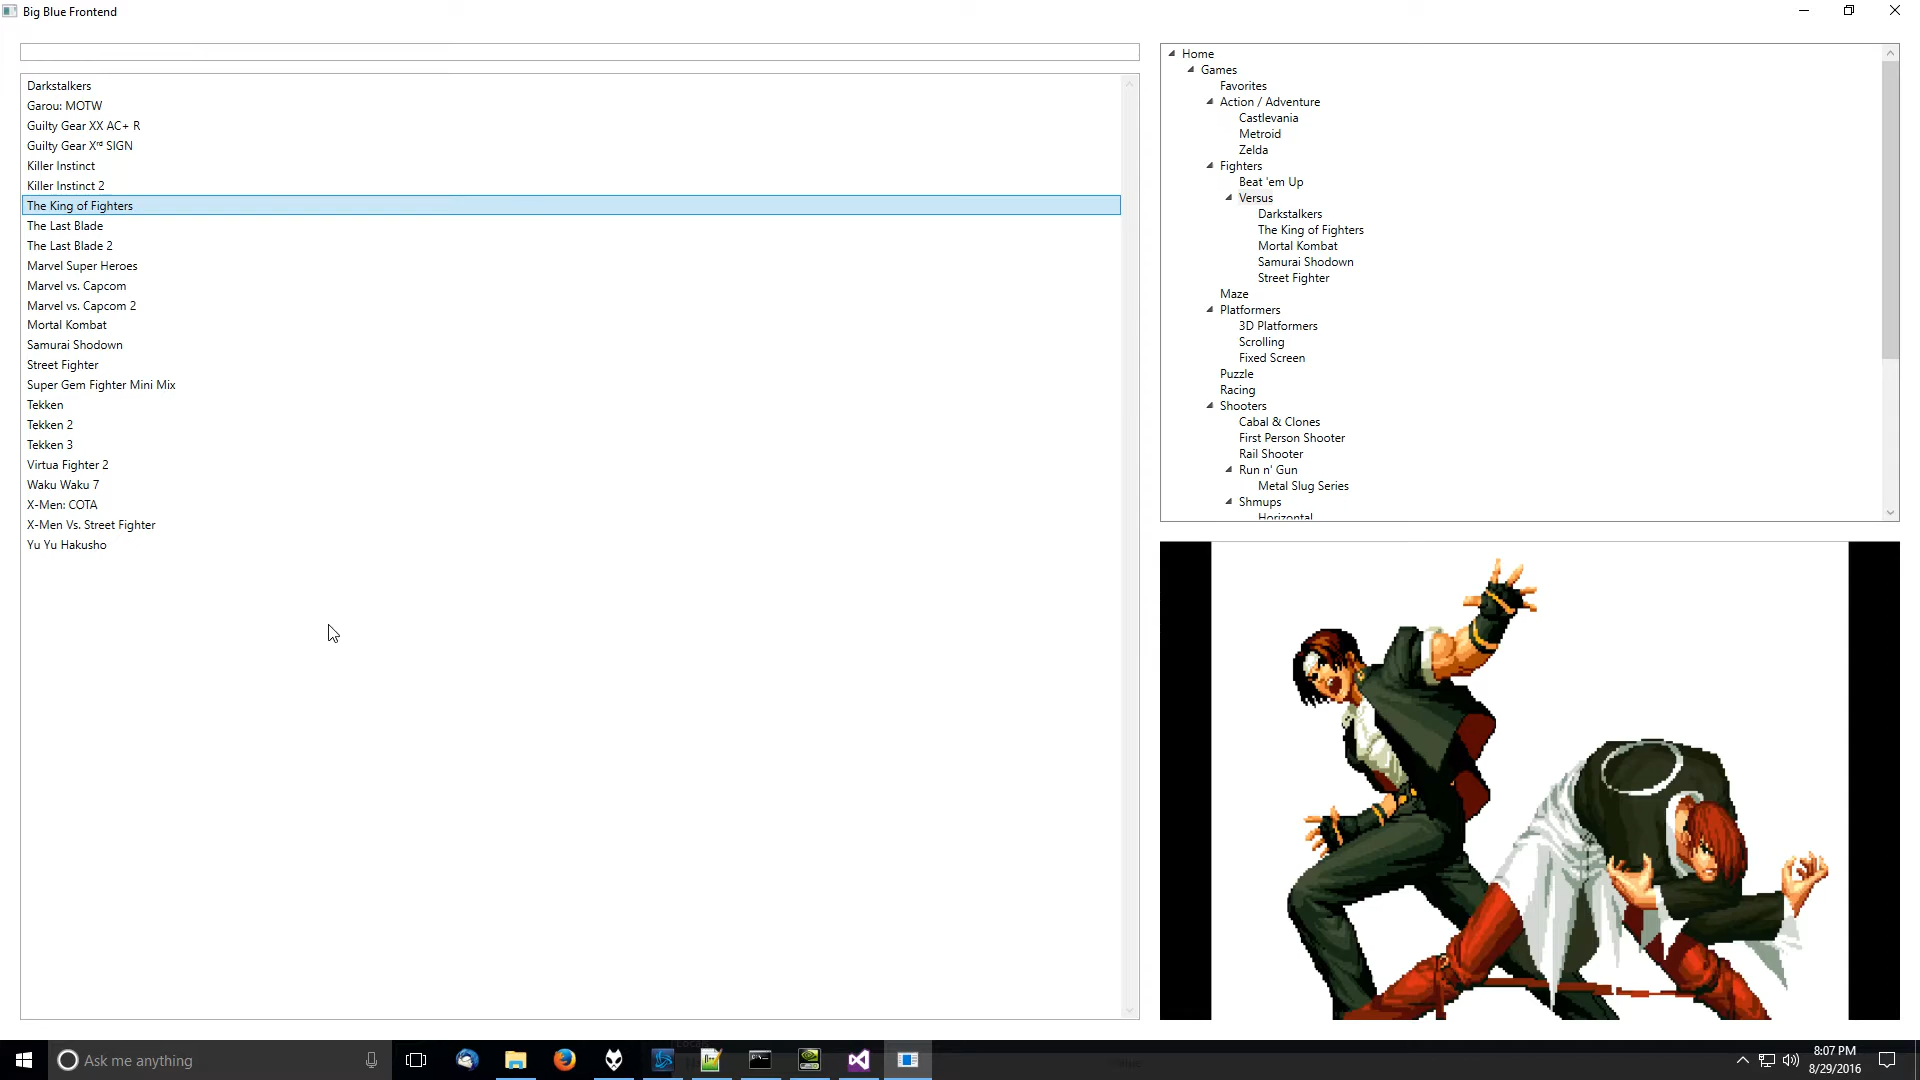 Big Blue Frontend
Darkstalkers
Garou: MOTW
Guilty Gear XX AC+ R
Guilty Gear Xʳᵈ SIGN
Killer Instinct
Killer Instinct 2
The King of Fighters
The Last Blade
The Last Blade 2
Marvel Super Heroes
Marvel vs. Capcom
Marvel vs. Capcom 2
Mortal Kombat
Samurai Shodown
Street Fighter
Super Gem Fighter Mini Mix
Tekken
Tekken 2
Tekken 3
Virtua Fighter 2
Waku Waku 7
X-Men: COTA
X-Men Vs. Street Fighter
Yu Yu Hakusho
Home
Games
Favorites
Action / Adventure
Castlevania
Metroid
Zelda
Fighters
Beat 'em Up
Versus
Darkstalkers
The King of Fighters
Mortal Kombat
Samurai Shodown
Street Fighter
Maze
Platformers
3D Platformers
Scrolling
Fixed Screen
Puzzle
Racing
Shooters
Cabal & Clones
First Person Shooter
Rail Shooter
Run n' Gun
Metal Slug Series
Shmups
Horizontal
Ask me anything
8:07 PM
8/29/2016